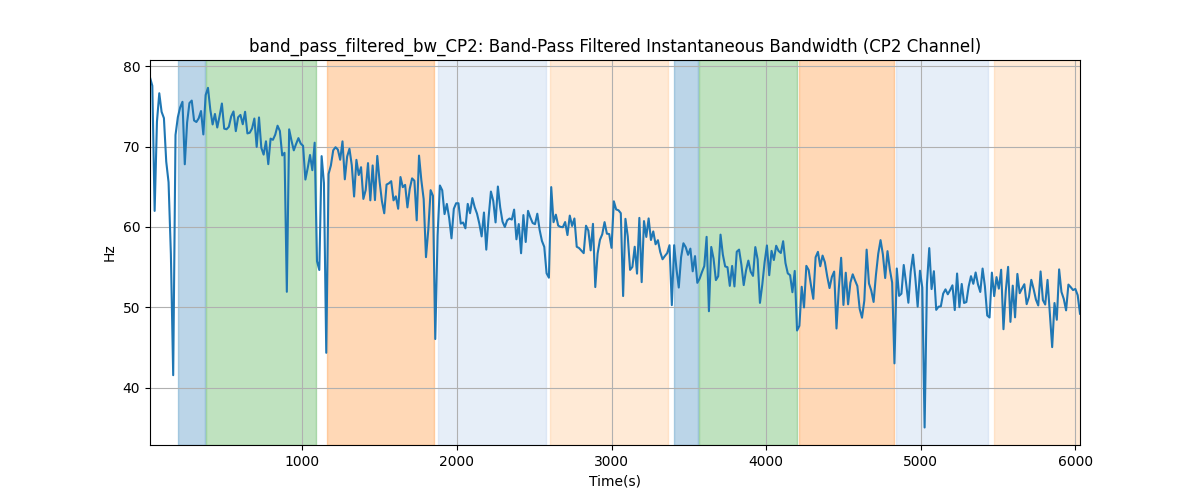 band_pass_filtered_bw_CP2: Band-Pass Filtered Instantaneous Bandwidth (CP2 Channel)
80
70
60
50
40
Hz
1000 2000 3000 4000 5000 6000
Time(s)